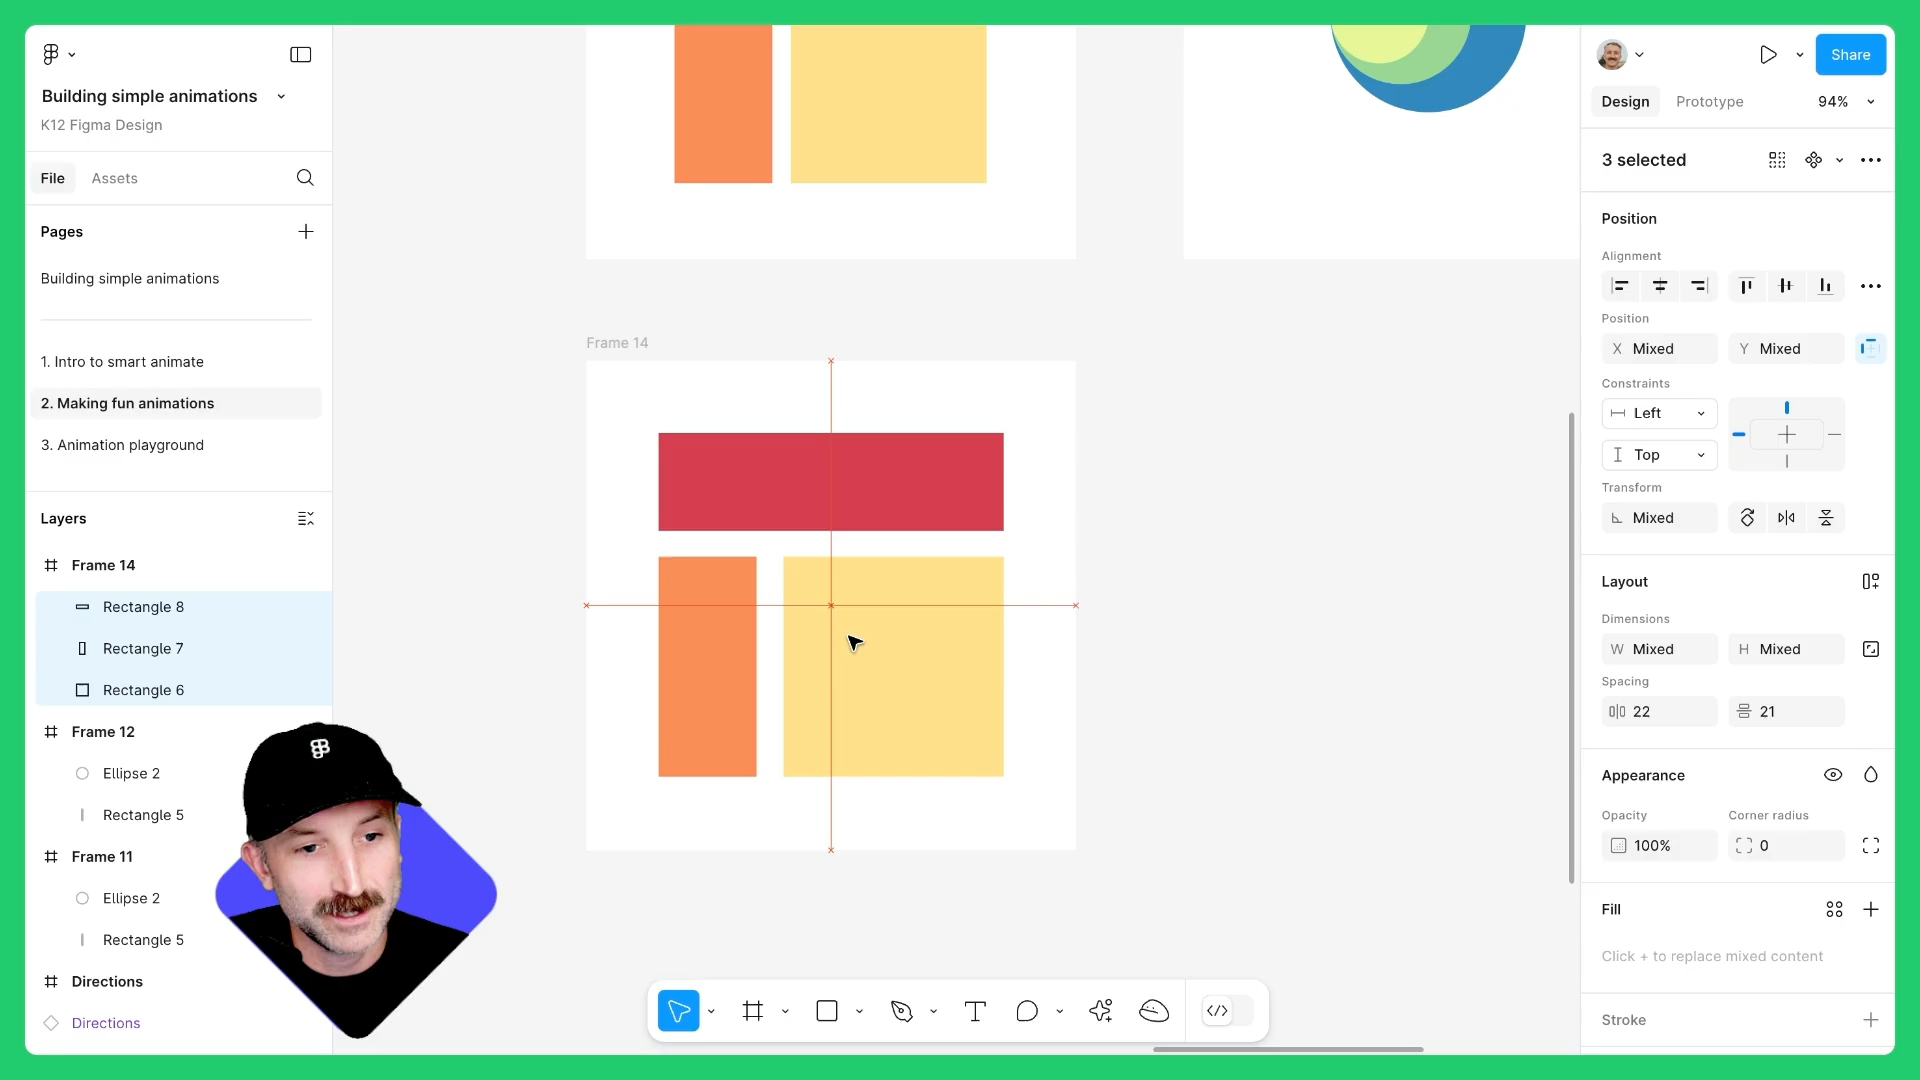 Building simple animations
K12 Figma Design
File
Assets
Pages
Building simple animations
1. Intro to smart animate
2. Making fun animations
3. Animation playground
Layers
Frame 14
Rectangle 8
Rectangle 7
Rectangle 6
Frame 12
Ellipse 2
Rectangle 5
Frame 11
Ellipse 2
Rectangle 5
Directions
Directions
Frame 14
Share
Design
Prototype
94%
3 selected
Position
Alignment
Position
X Mixed
Y Mixed
Constraints
Left
Top
Transform
Mixed
Layout
Dimensions
W Mixed
H Mixed
Spacing
22
21
Appearance
Opacity
Corner radius
100%
0
Fill
Click + to replace mixed content
Stroke